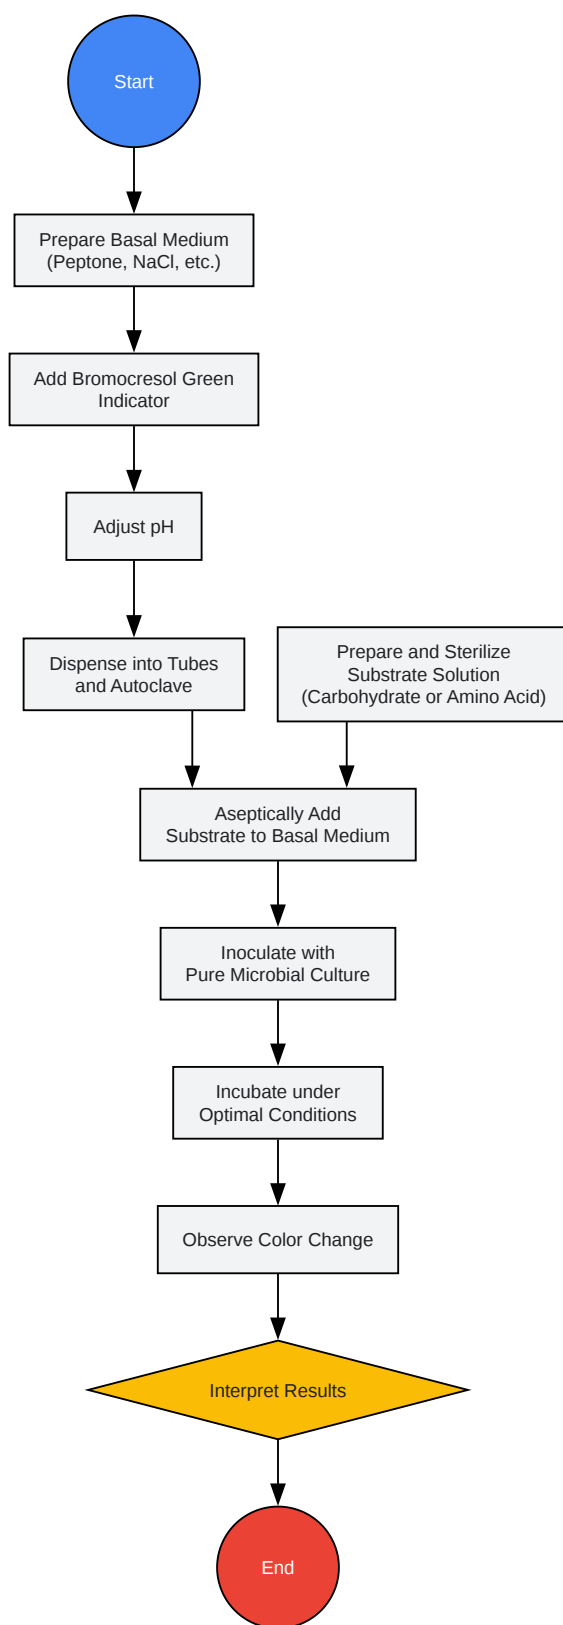 Start
Prepare Basal Medium
(Peptone, NaCl, etc.)
Add Bromocresol Green
Indicator
Adjust pH
Dispense into Tubes
and Autoclave
Prepare and Sterilize
Substrate Solution
(Carbohydrate or Amino Acid)
Aseptically Add
Substrate to Basal Medium
Inoculate with
Pure Microbial Culture
Incubate under
Optimal Conditions
Observe Color Change
Interpret Results
End